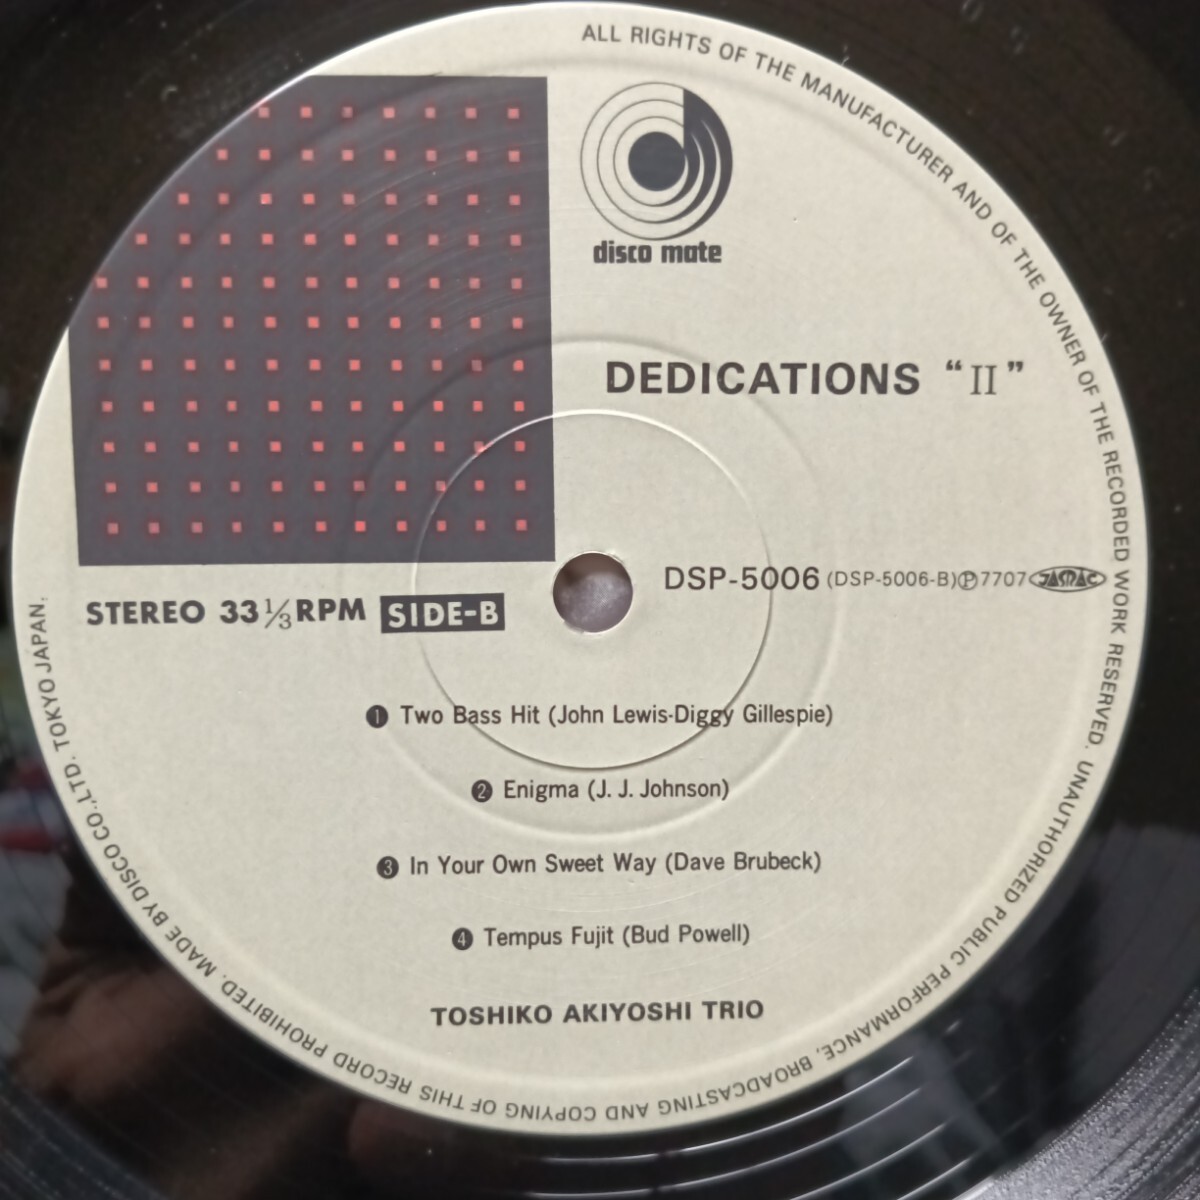 ALL RIGHTS OF THE MANUFACTURER AND OF THE OWNER OF THE RECORDED WORK RESERVED. UNAUTHORIZED PUBLIC PERFORMANCE, BROADCASTING AND COPYING OF THIS RECORD PROHIBITED. MADE BY DISCO CO., LTD. TOKYO JAPAN.
disco mate
DEDICATIONS “II”
DSP-5006 (DSP-5006-B)Ⓟ7707 JASRAC
STEREO 33⅓RPM SIDE-B
❶ Two Bass Hit (John Lewis-Diggy Gillespie)
❷ Enigma (J. J. Johnson)
❸ In Your Own Sweet Way (Dave Brubeck)
❹ Tempus Fujit (Bud Powell)
TOSHIKO AKIYOSHI TRIO